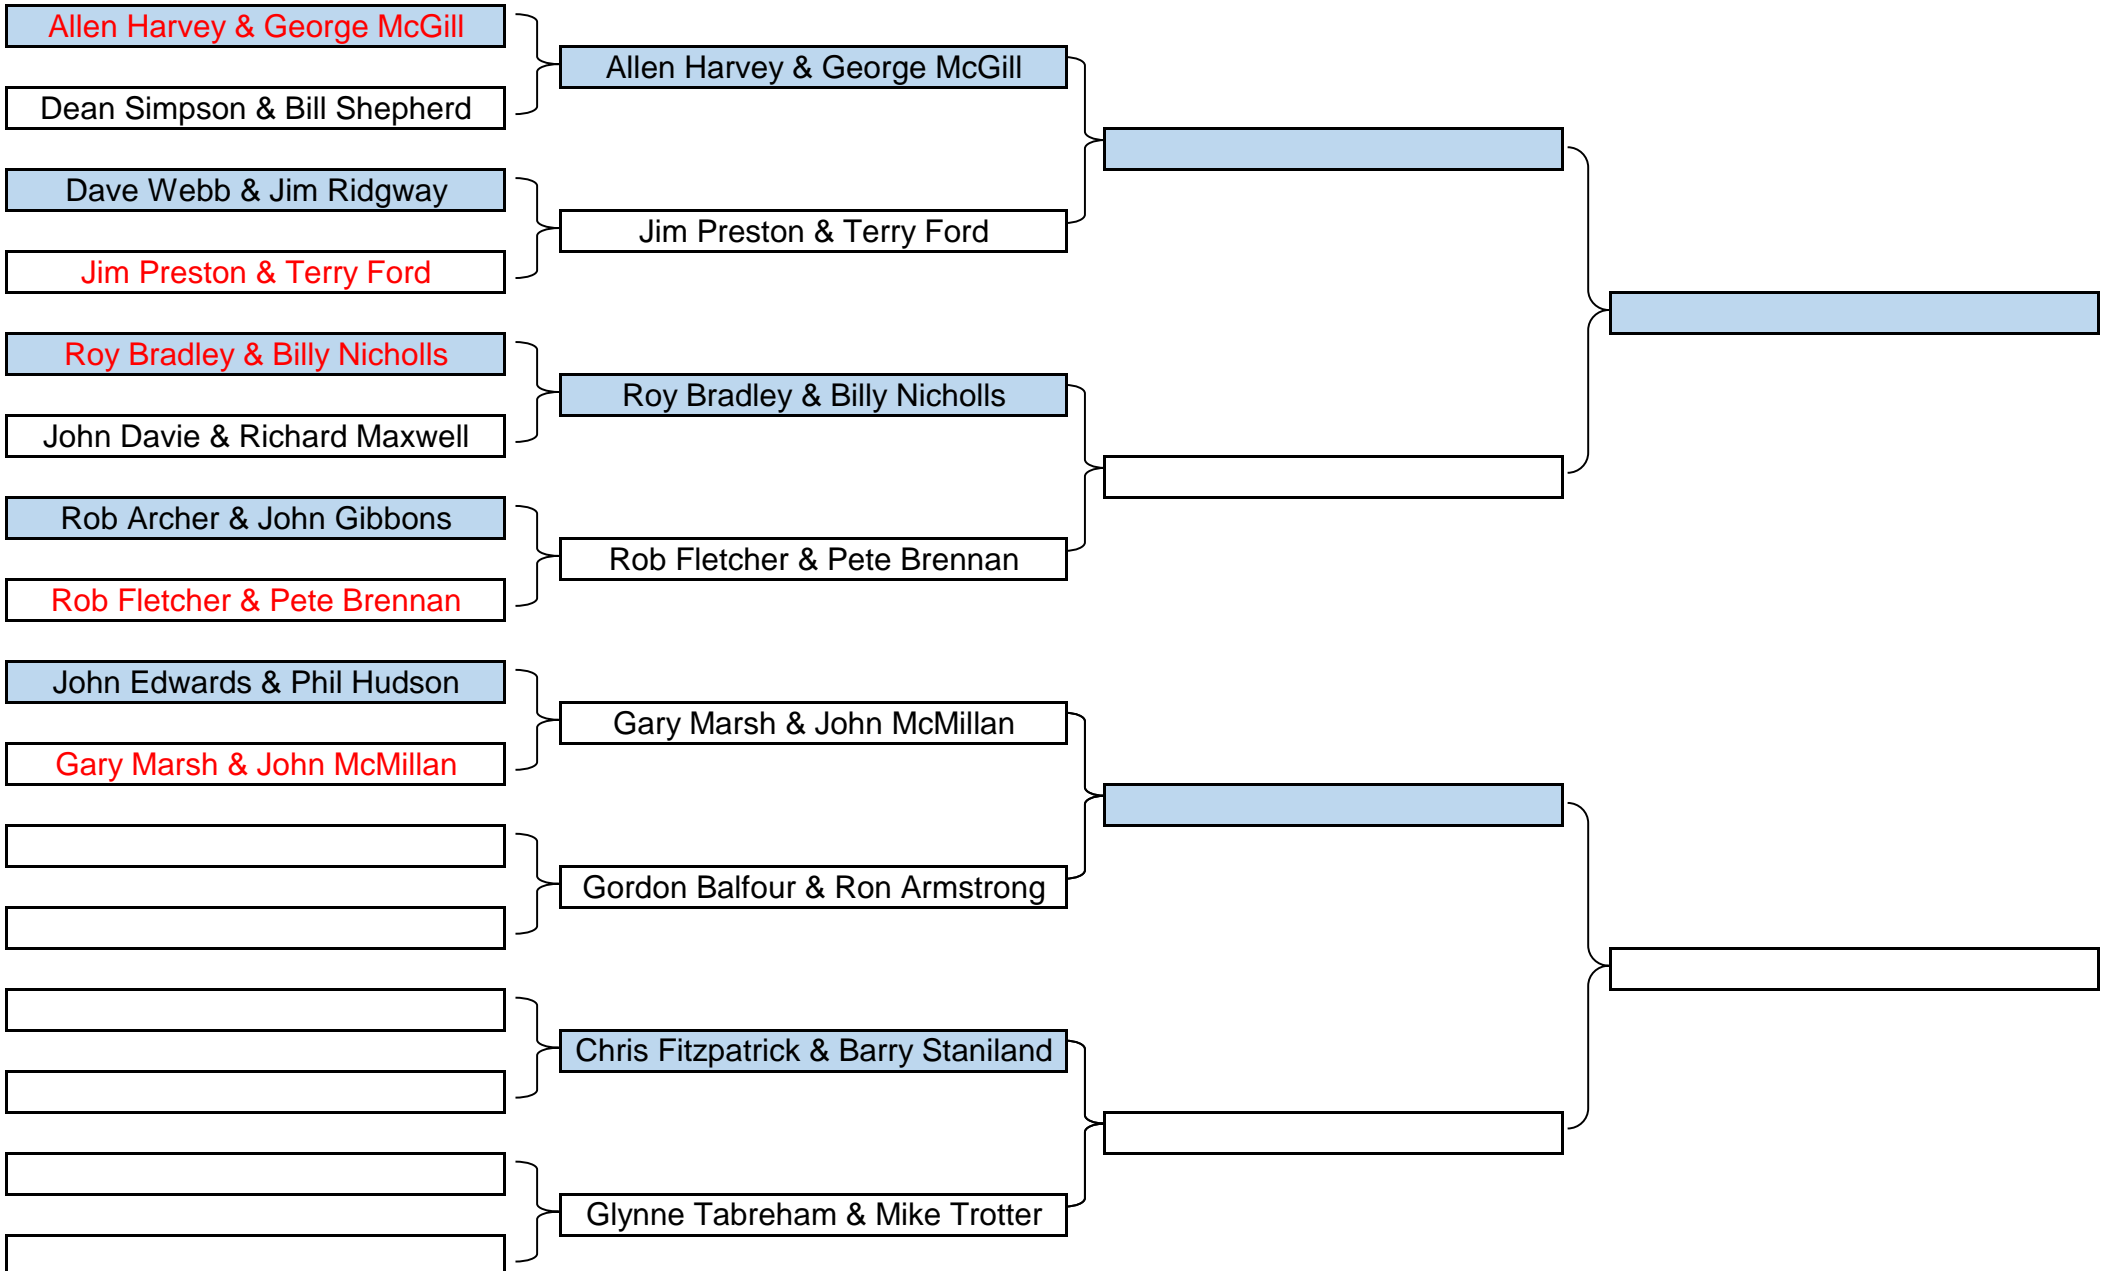 Allen Harvey & George McGill
Dean Simpson & Bill Shepherd
Dave Webb & Jim Ridgway
Jim Preston & Terry Ford
Roy Bradley & Billy Nicholls
John Davie & Richard Maxwell
Rob Archer & John Gibbons
Rob Fletcher & Pete Brennan
John Edwards & Phil Hudson
Gary Marsh & John McMillan
Allen Harvey & George McGill
Jim Preston & Terry Ford
Roy Bradley & Billy Nicholls
Rob Fletcher & Pete Brennan
Gary Marsh & John McMillan
Gordon Balfour & Ron Armstrong
Chris Fitzpatrick & Barry Staniland
Glynne Tabreham & Mike Trotter